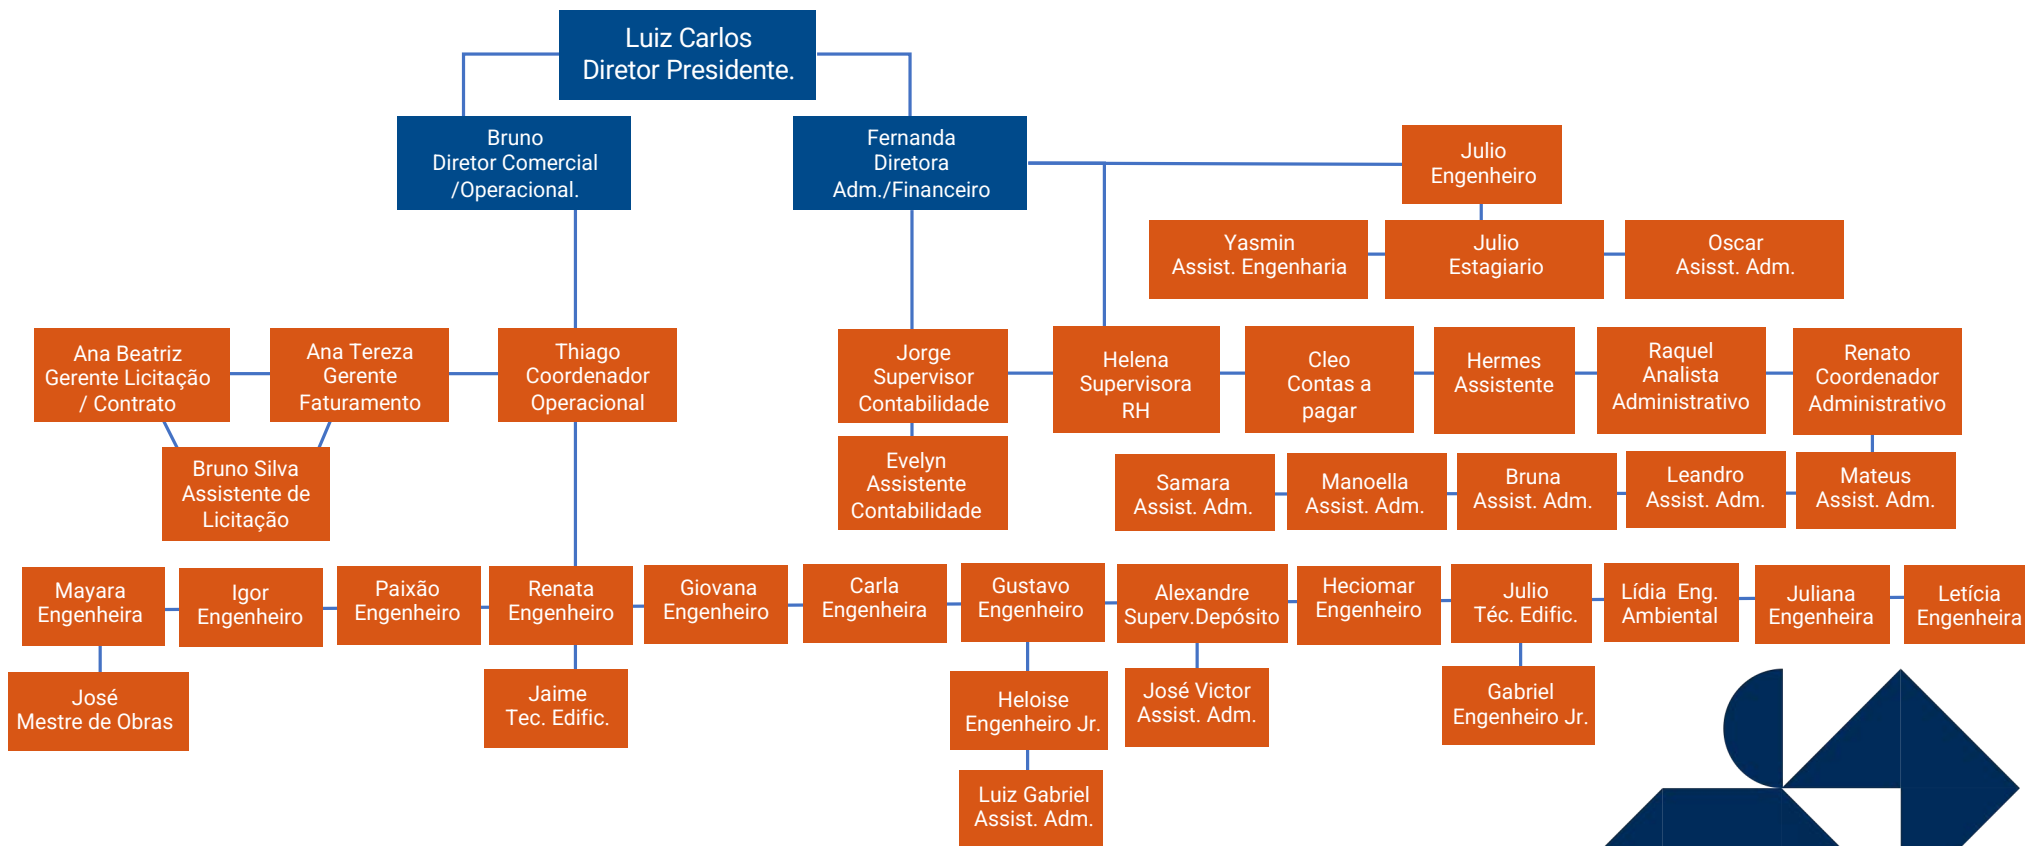 Luiz Carlos
Diretor Presidente.
Bruno
Diretor Comercial
/Operacional.
Fernanda
Diretora
Adm./Financeiro
Julio
Engenheiro
Yasmin
Assist. Engenharia
Julio
Estagiario
Oscar
Asisst. Adm.
Ana Beatriz
Gerente Licitação
/ Contrato
Ana Tereza
Gerente
Faturamento
Thiago
Coordenador
Operacional
Jorge
Supervisor
Contabilidade
Helena
Supervisora
RH
Cleo
Contas a
pagar
Hermes
Assistente
Raquel
Analista
Administrativo
Renato
Coordenador
Administrativo
Bruno Silva
Assistente de
Licitação
Evelyn
Assistente
Contabilidade
Samara
Assist. Adm.
Manoella
Assist. Adm.
Bruna
Assist. Adm.
Leandro
Assist. Adm.
Mateus
Assist. Adm.
Mayara
Engenheira
Igor
Engenheiro
Paixão
Engenheiro
Renata
Engenheiro
Giovana
Engenheiro
Carla
Engenheira
Gustavo
Engenheiro
Alexandre
Superv.Depósito
Heciomar
Engenheiro
Julio
Téc. Edific.
Lídia Eng.
Ambiental
Juliana
Engenheira
Letícia
Engenheira
José
Mestre de Obras
Jaime
Tec. Edific.
Heloise
Engenheiro Jr.
José Victor
Assist. Adm.
Gabriel
Engenheiro Jr.
Luiz Gabriel
Assist. Adm.